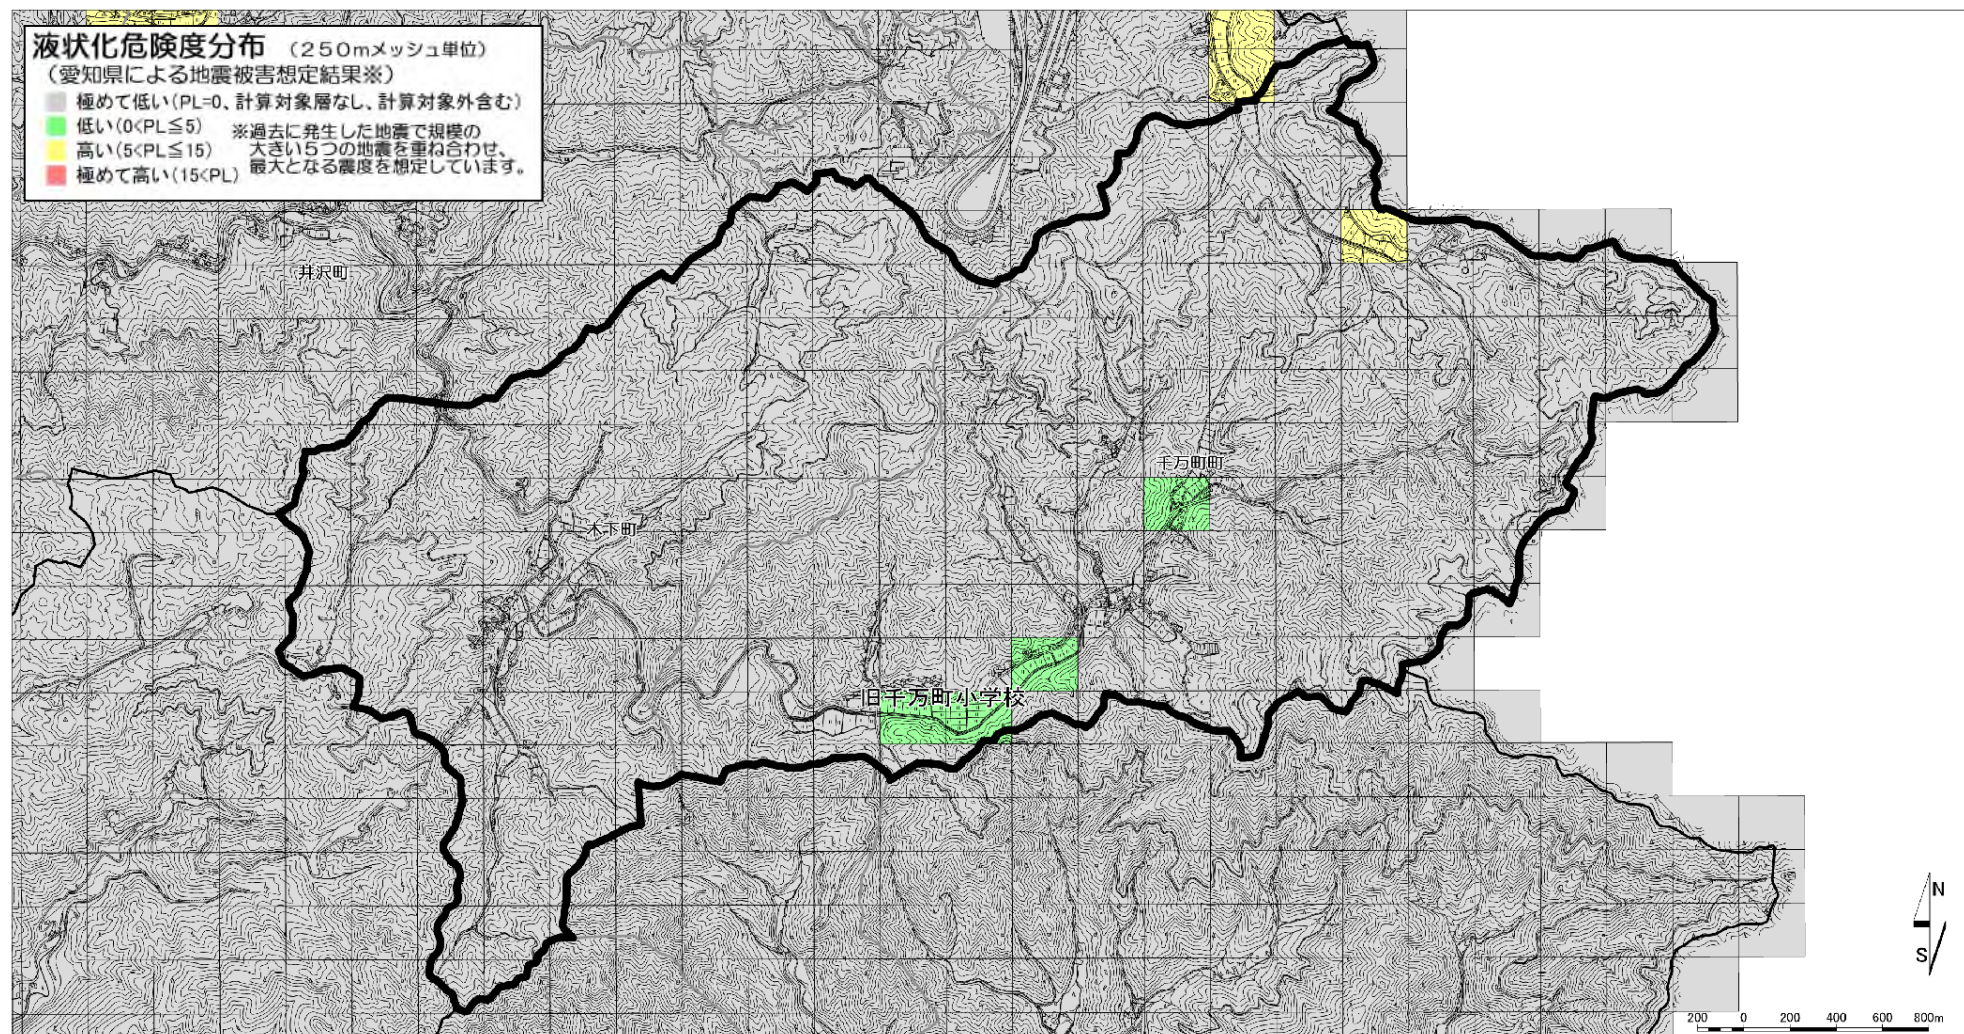 液状化危険度分布 (250mメッシュ単位)
(愛知県による地震被害想定結果※)
極めて低い(PL=0、計算対象層なし、計算対象外含む)
低い(0<PL≦5)
高い(5<PL≦15)
極めて高い(15<PL)
※過去に発生した地震で規模の
大きい5つの地震を重ね合わせ、
最大となる震度を想定しています。
井沢町
千万町町
木下町
旧千万町小学校
N
S
200 0 200 400 600 800m